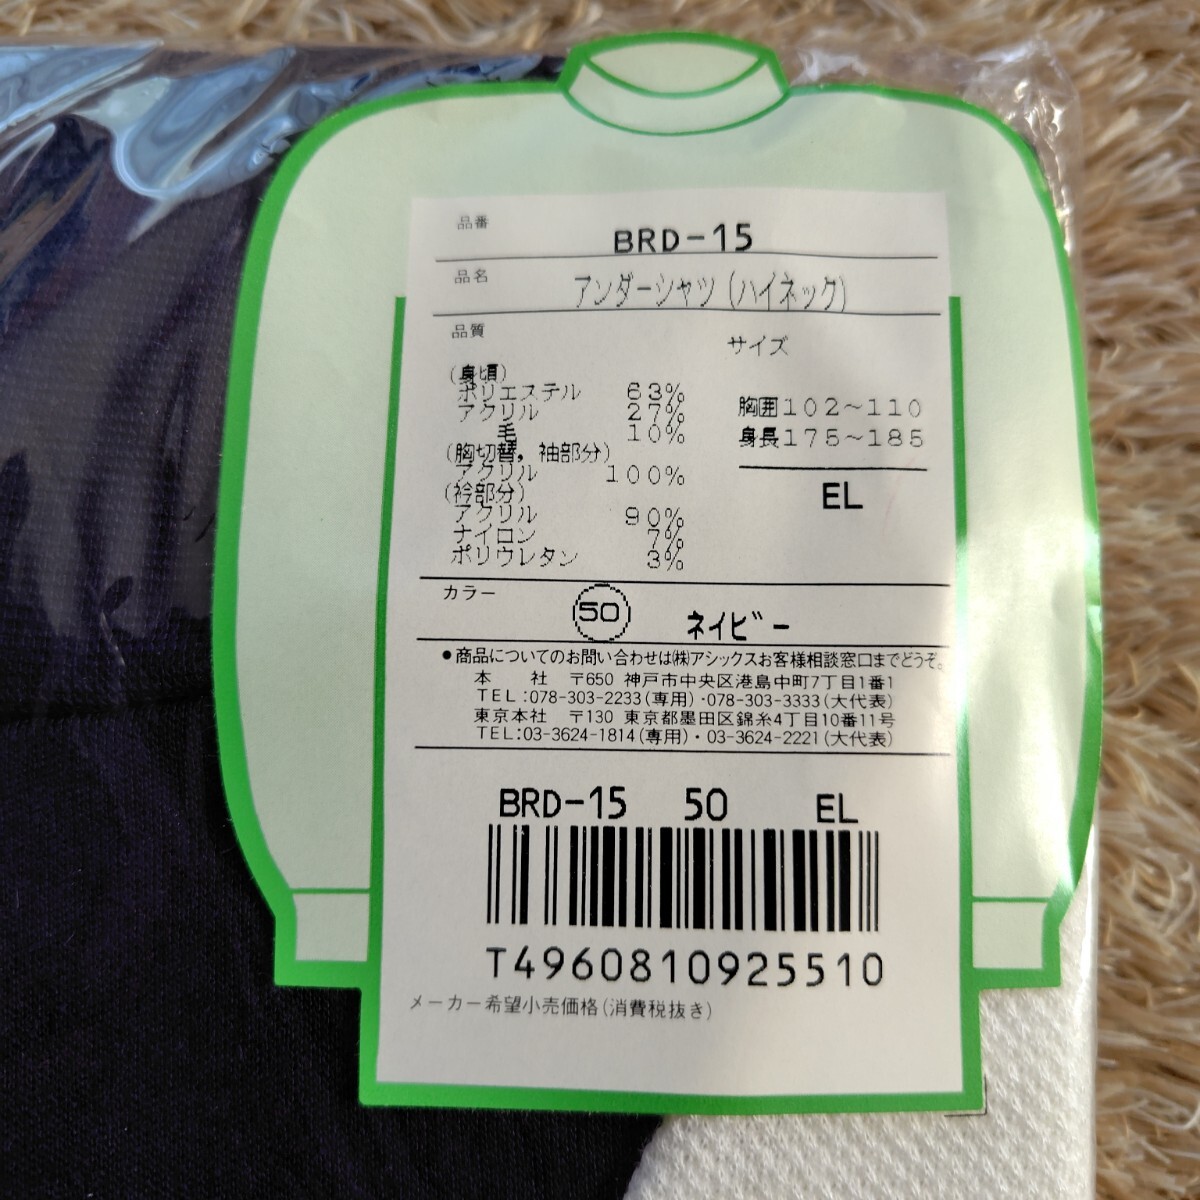 品番
BRD-15
品名
アンダーシャツ(ハイネック)
品質
(身頃)
ポリエステル 63%
アクリル 27%
毛 10%
(胸切替,袖部分)
アクリル 100%
(衿部分)
アクリル 90%
ナイロン 7%
ポリウレタン 3%
サイズ
胸囲102〜110
身長175〜185
EL
カラー
50 ネイビー
●商品についてのお問い合わせは㈱アシックスお客様相談窓口までどうぞ。
本 社 〒650 神戸市中央区港島中町7丁目1番1
TEL:078-303-2233(専用)・078-303-3333(大代表)
東京本社 〒130 東京都墨田区錦糸4丁目10番11号
TEL:03-3624-1814(専用)・03-3624-2221(大代表)
BRD-15 50 EL
T4960810925510
メーカー希望小売価格(消費税抜き)